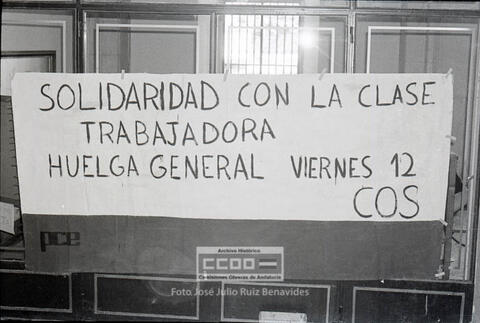 SOLIDARIDAD CON LA CLASE
TRABAJADORA
HUELGA GENERAL VIERNES 12
COS
pce
Archivo Histórico
CCOO
Comisiones Obreras de Andalucía
Foto José Julio Ruiz Benavides